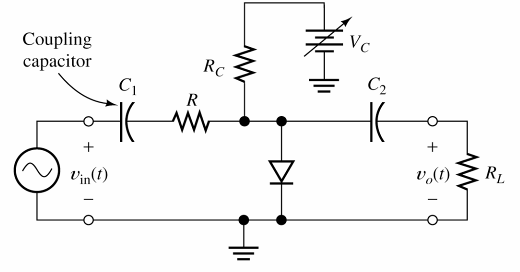 Coupling
capacitor
C1
R
RC
VC
C2
+
vin(t)
−
+
vo(t)
−
RL